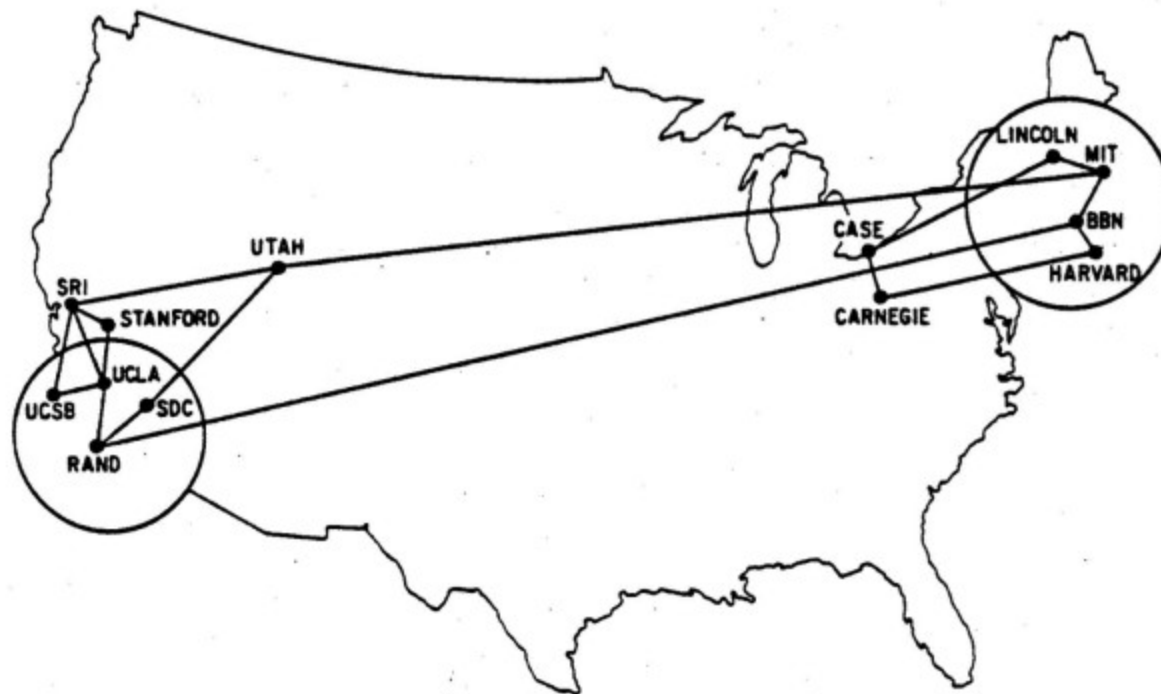 LINCOLN
MIT
CASE
BBN
UTAH
HARVARD
SRI
STANFORD
CARNEGIE
UCLA
UCSB
SDC
RAND